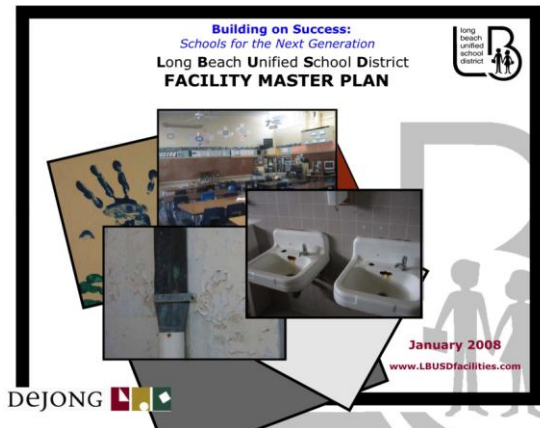 Building on Success:
Schools for the Next Generation
Long Beach Unified School District
FACILITY MASTER PLAN
long
beach
unified
school
district
January 2008
www.LBUSDfacilities.com
DEJONG